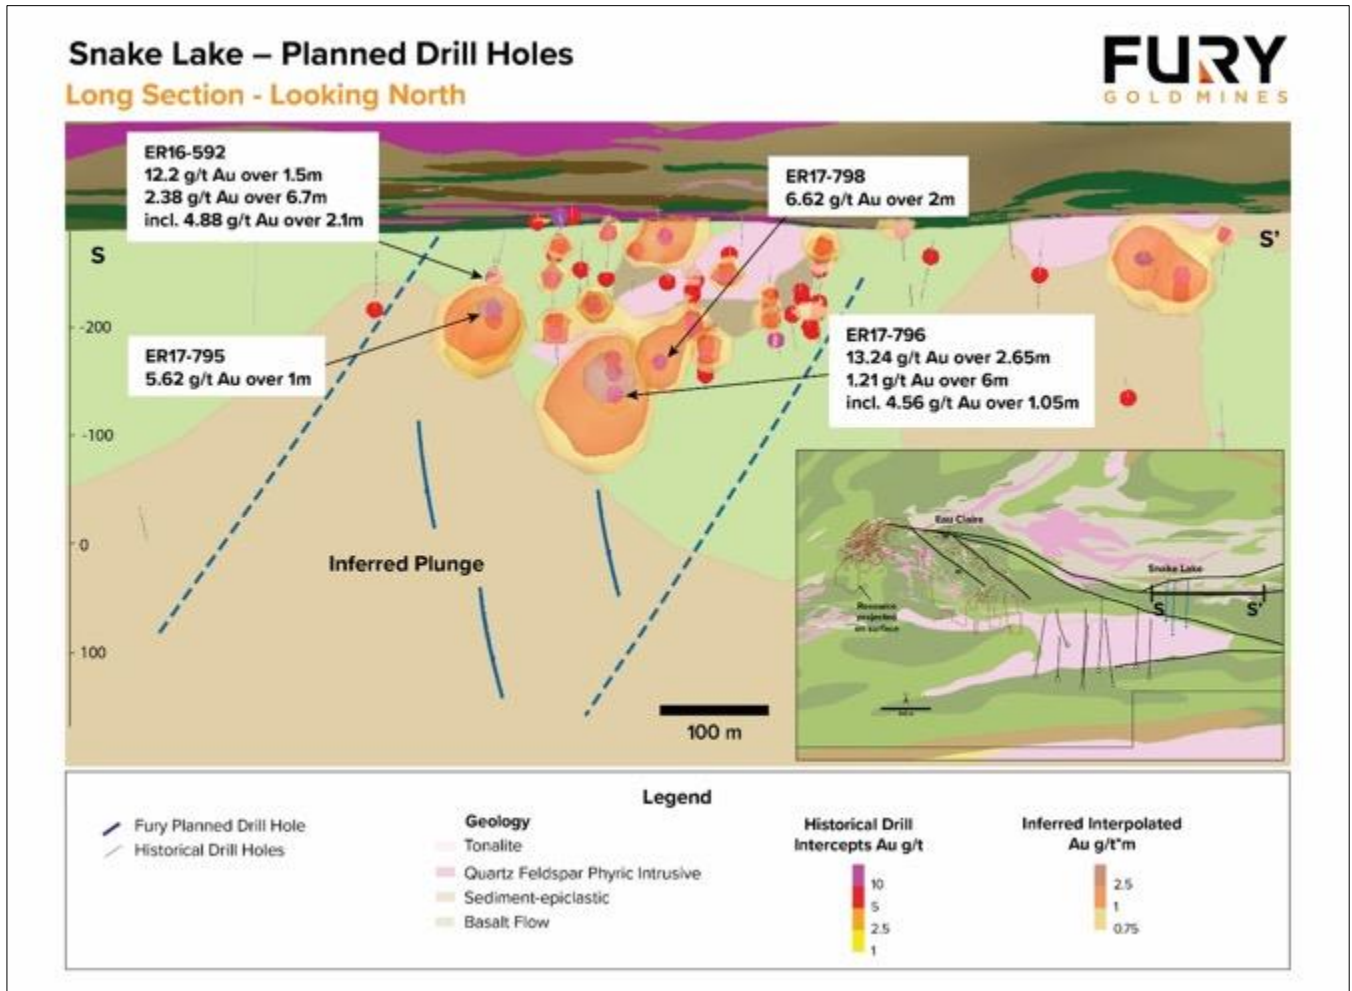 Snake Lake – Planned Drill Holes
Long Section - Looking North
FURY
GOLD MINES
ER16-592
12.2 g/t Au over 1.5m
2.38 g/t Au over 6.7m
incl. 4.88 g/t Au over 2.1m
ER17-798
6.62 g/t Au over 2m
S
S’
-200
ER17-795
5.62 g/t Au over 1m
ER17-796
13.24 g/t Au over 2.65m
1.21 g/t Au over 6m
incl. 4.56 g/t Au over 1.05m
-100
0
100
Inferred Plunge
100 m
Eau Claire
Snake Lake
S
S’
Resource
projected
on surface
Legend
Fury Planned Drill Hole
Historical Drill Holes
Geology
Tonalite
Quartz Feldspar Phyric Intrusive
Sediment-epiclastic
Basalt Flow
Historical Drill
Intercepts Au g/t
10
5
2.5
1
Inferred Interpolated
Au g/t*m
2.5
1
0.75